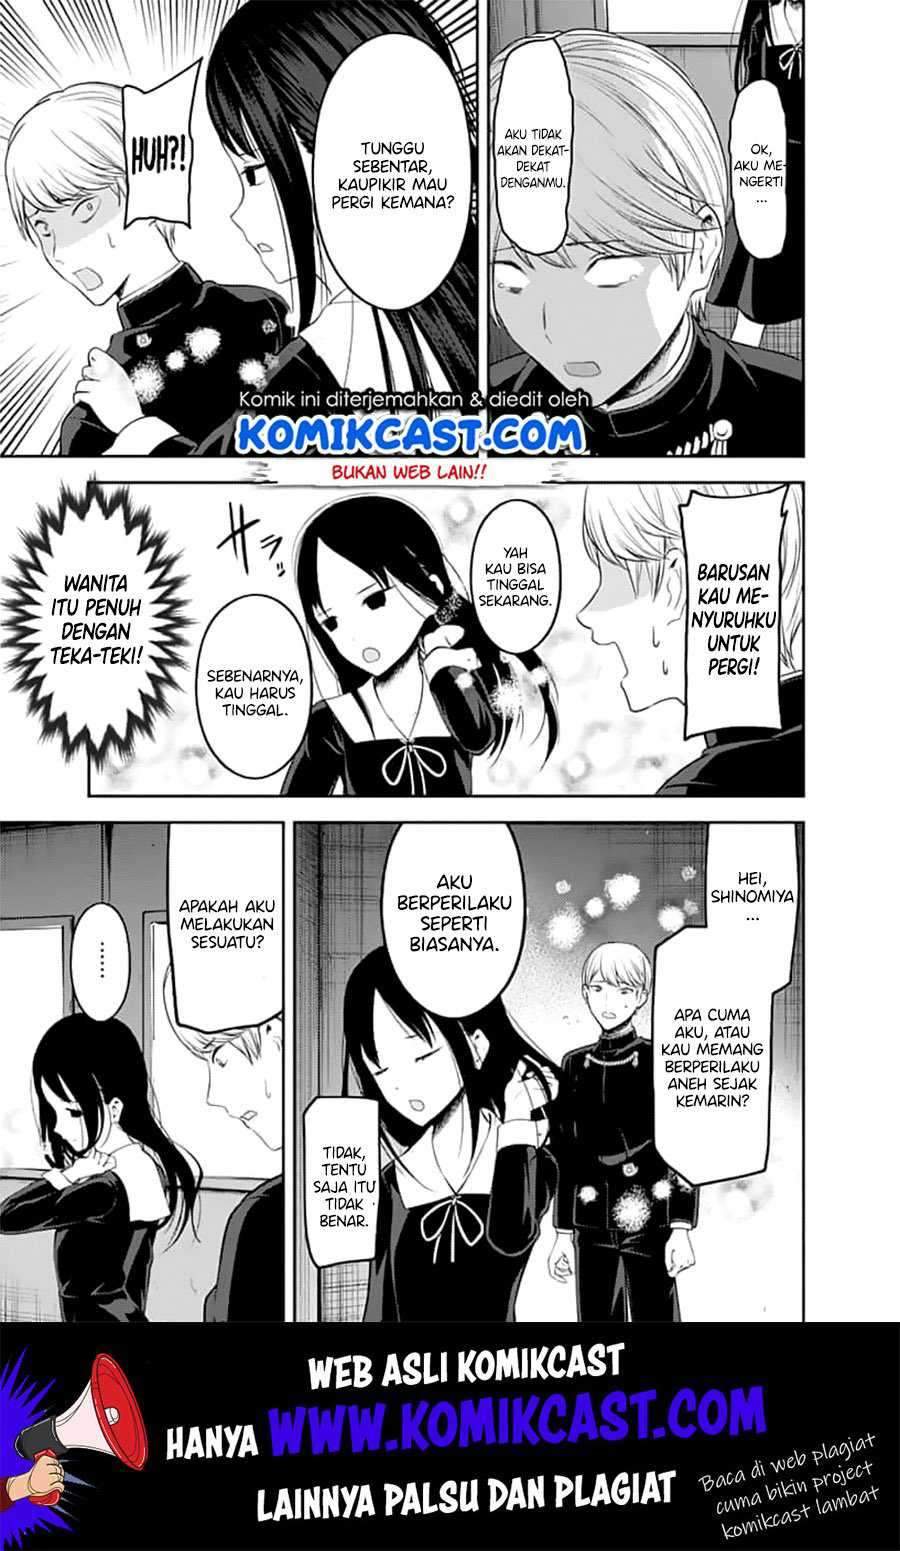 OK,
AKU ME-
NGERTI
...
AKU TIDAK
AKAN DEKAT-
DEKAT
DENGANMU.
TUNGGU
SEBENTAR,
KAUPIKIR MAU
PERGI KEMANA?
HUH?!
Komik ini diterjemahkan & diedit oleh
KOMIKCAST.COM
BUKAN WEB LAIN!!
BARUSAN
KAU ME-
NYURUHKU
UNTUK
PERGI!
YAH
KAU BISA
TINGGAL
SEKARANG.
SEBENARNYA,
KAU HARUS
TINGGAL.
WANITA
ITU PENUH
DENGAN
TEKA-TEKI!
HEI,
SHINOMIYA
...
APA CUMA
AKU, ATAU
KAU MEMANG
BERPERILAKU
ANEH SEJAK
KEMARIN?
AKU
BERPERILAKU
SEPERTI
BIASANYA.
TIDAK,
TENTU
SAJA ITU
TIDAK
BENAR.
APAKAH AKU
MELAKUKAN
SESUATU?
......
WEB ASLI KOMIKCAST
HANYA WWW.KOMIKCAST.COM
LAINNYA PALSU DAN PLAGIAT
Baca di web plagiat
cuma bikin project
komikcast lambat